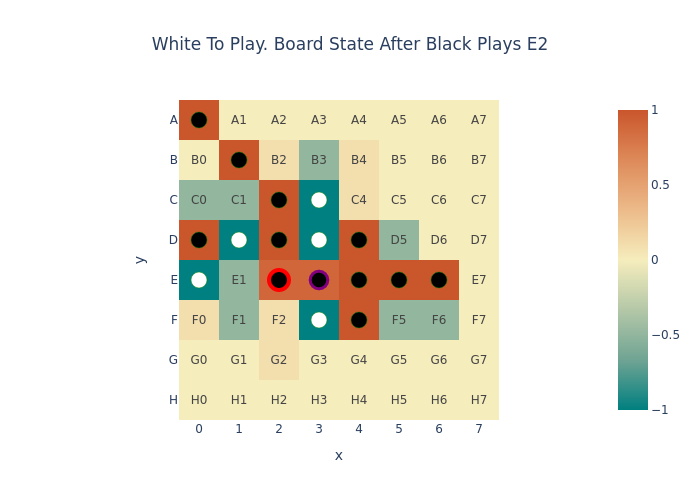 White To Play. Board State After Black Plays E2
A A1 A2 A3 A4 A5 A6 A7
B B0 B2 B3 B4 B5 B6 B7
C C0 C1 C4 C5 C6 C7
D D5 D6 D7
E E1 E7
F F0 F1 F2 F5 F6 F7
G G0 G1 G2 G3 G4 G5 G6 G7
H H0 H1 H2 H3 H4 H5 H6 H7
0 1 2 3 4 5 6 7
x
y
1
0.5
0
−0.5
−1